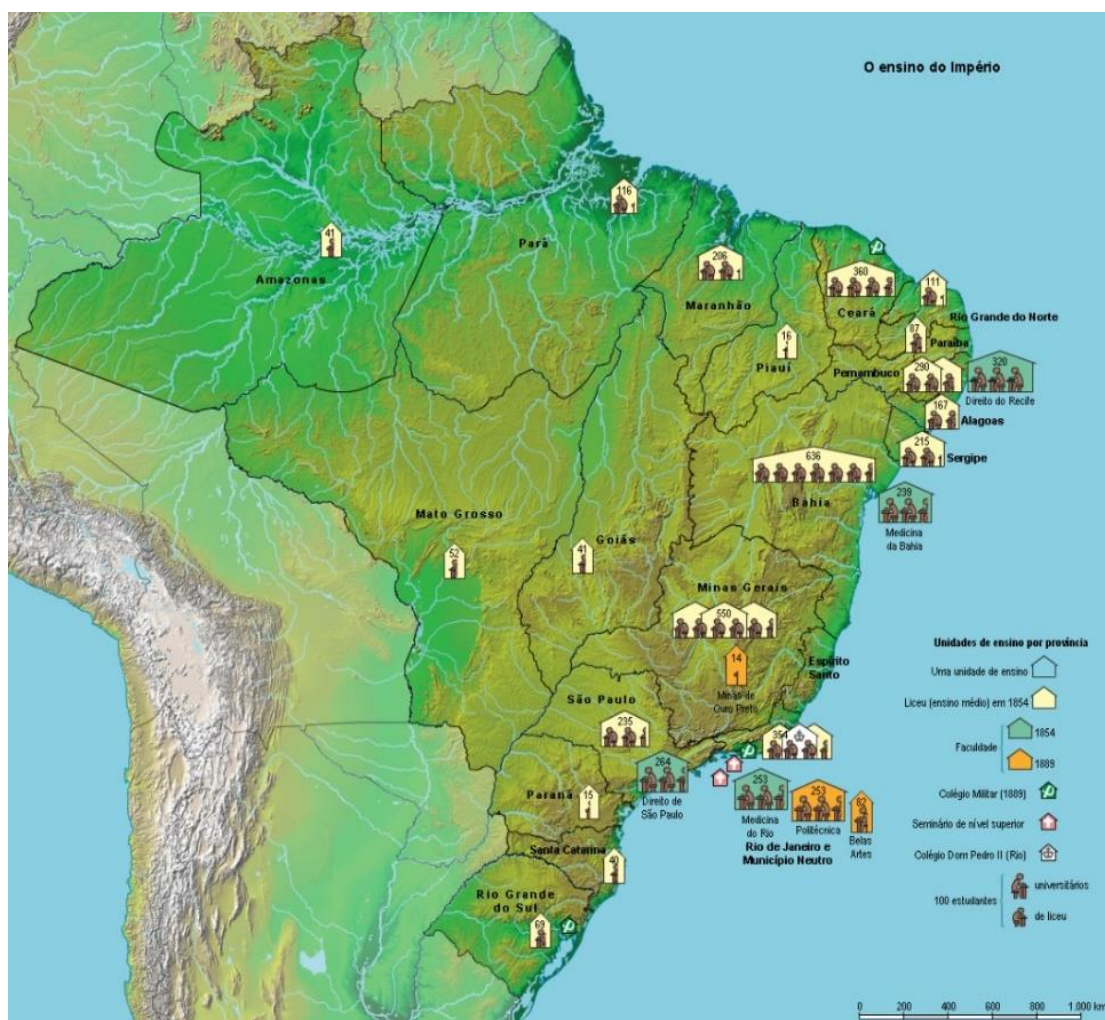 O ensino do Império
116
41
Pará
Amazonas
206
Maranhão
360
Ceará
111
Rio Grande do Norte
87
Paraíba
16
Piauí
Pernambuco
290
320
Direito do Recife
167
Alagoas
215
Sergipe
636
Bahia
239
Medicina
da Bahia
Mato Grosso
52
Goiás
41
Minas Gerais
550
14
Minas de
Ouro Preto
Espírito
Santo
São Paulo
235
354
264
Direito de
São Paulo
253
Medicina
do Rio
253
Politécnica
82
Belas
Artes
Rio de Janeiro e
Município Neutro
Paraná
15
Santa Catarina
40
Rio Grande
do Sul
69
Unidades de ensino por província
Uma unidade de ensino
Liceu (ensino médio) em 1854
Faculdade
1854
1889
Colégio Militar (1889)
Seminário de nível superior
Colégio Dom Pedro II (Rio)
100 estudantes
universitários
de liceu
0 200 400 600 800 1.000 km